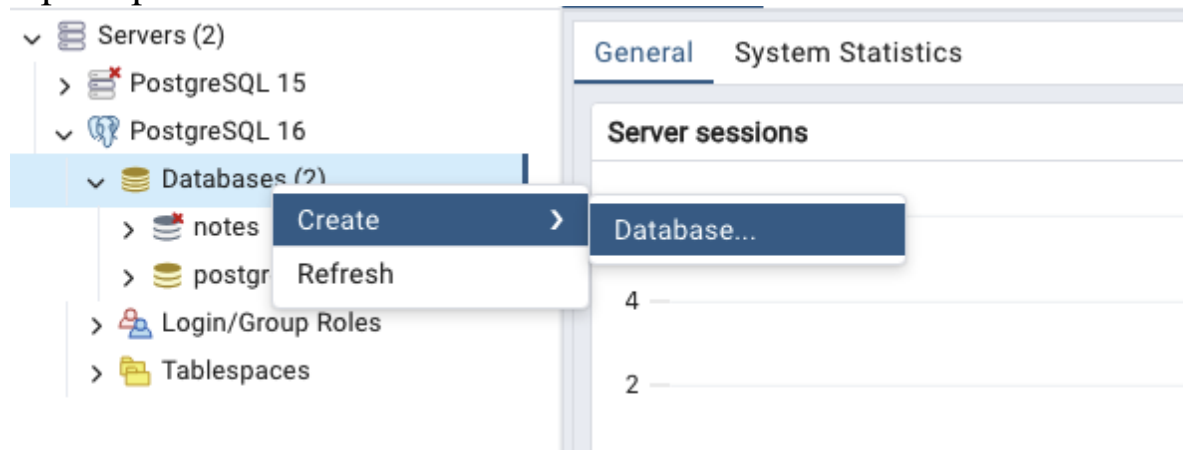 Servers (2)
PostgreSQL 15
PostgreSQL 16
Databases (2)
notes
postgr
Login/Group Roles
Tablespaces
Create
Refresh
Database...
General System Statistics
Server sessions
4
2